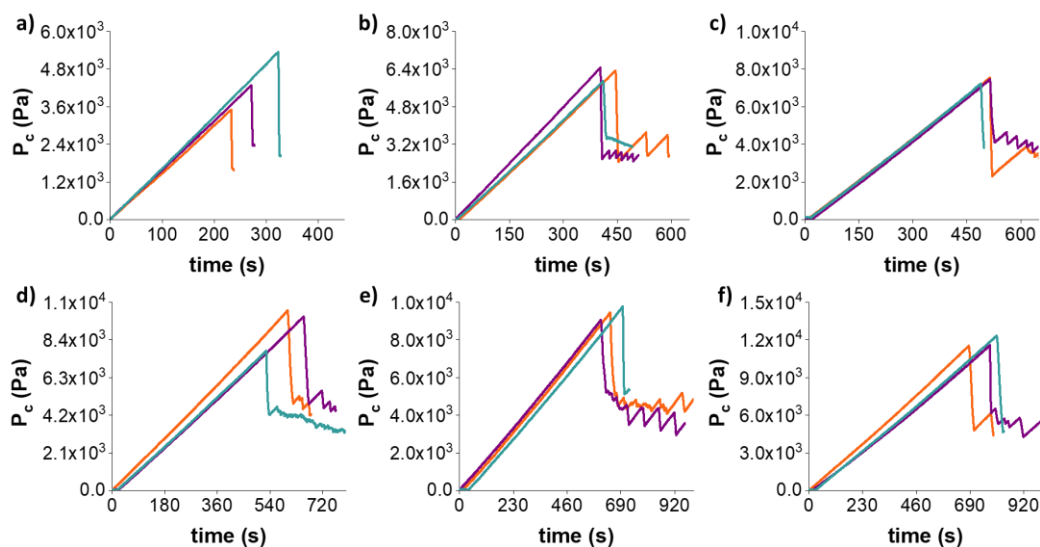 a)
P_c (Pa)
6.0x10³
4.8x10³
3.6x10³
2.4x10³
1.2x10³
0.0
0 100 200 300 400
time (s)
b)
P_c (Pa)
8.0x10³
6.4x10³
4.8x10³
3.2x10³
1.6x10³
0.0
0 150 300 450 600
time (s)
c)
P_c (Pa)
1.0x10⁴
8.0x10³
6.0x10³
4.0x10³
2.0x10³
0.0
0 150 300 450 600
time (s)
d)
P_c (Pa)
1.1x10⁴
8.4x10³
6.3x10³
4.2x10³
2.1x10³
0.0
0 180 360 540 720
time (s)
e)
P_c (Pa)
1.0x10⁴
8.0x10³
6.0x10³
4.0x10³
2.0x10³
0.0
0 230 460 690 920
time (s)
f)
P_c (Pa)
1.5x10⁴
1.2x10⁴
9.0x10³
6.0x10³
3.0x10³
0.0
0 230 460 690 920
time (s)